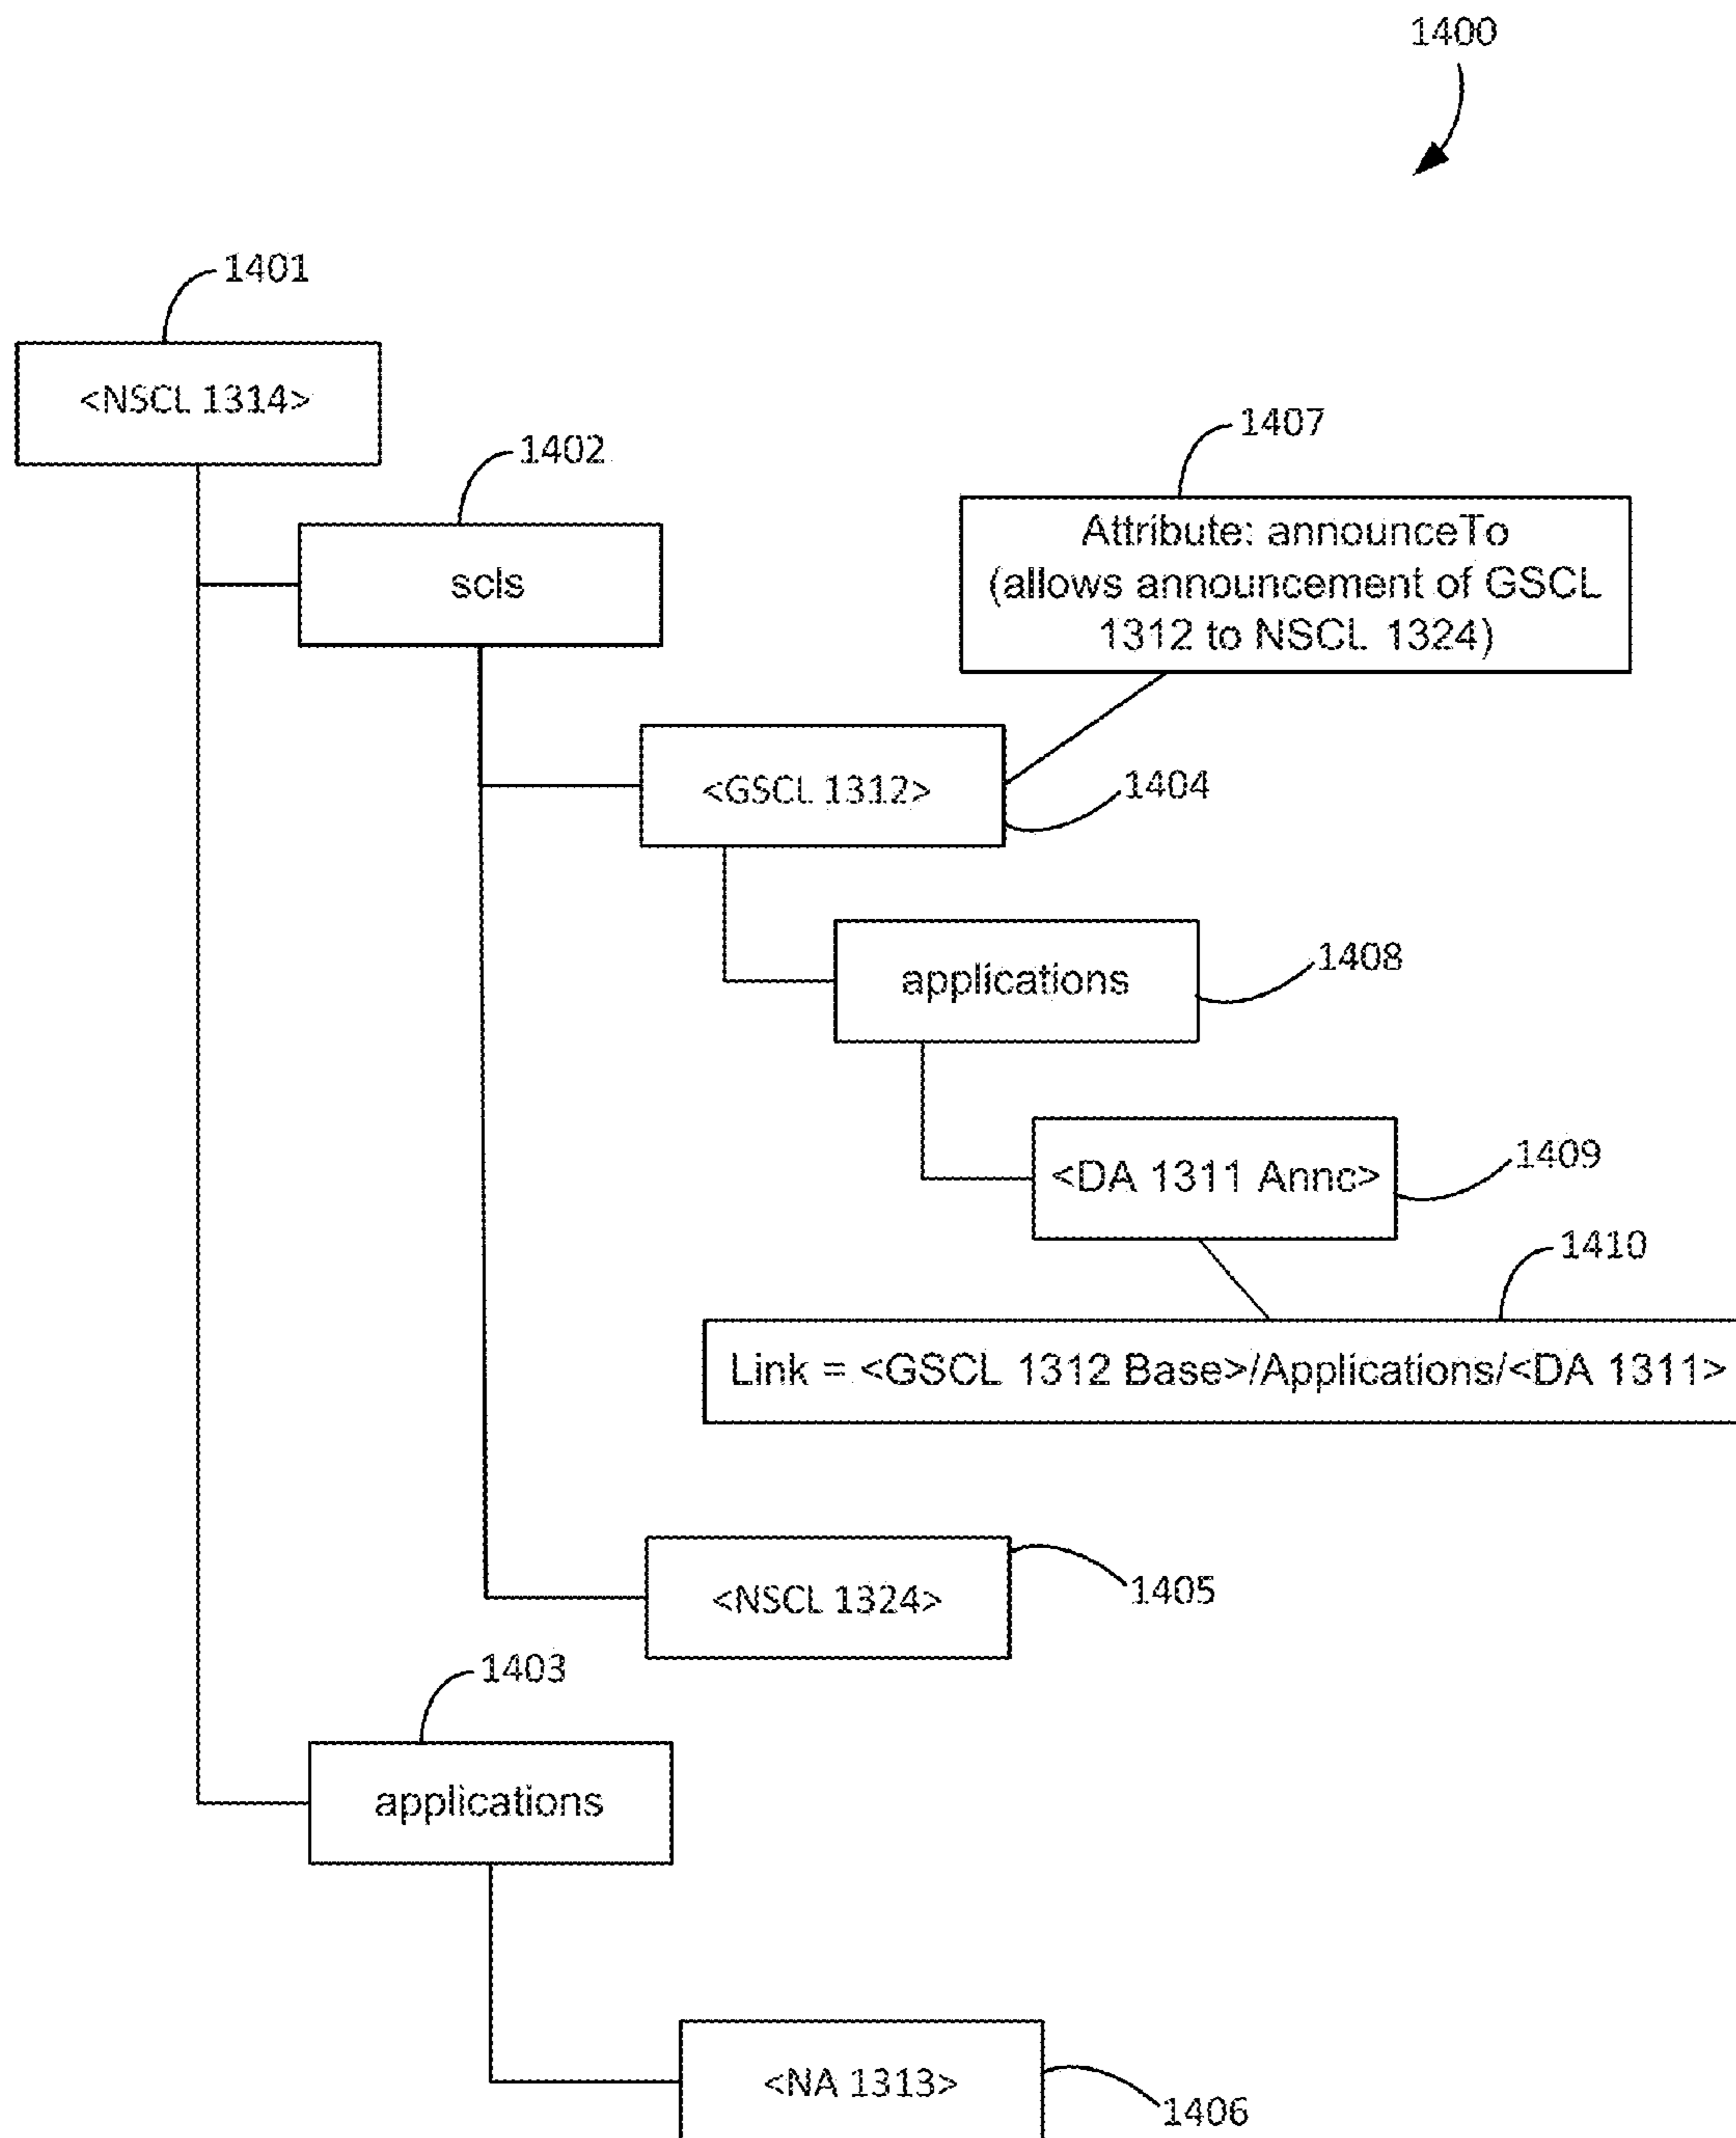 1400
1401
<NSCL 1314>
1402
scls
1407
Attribute: announceTo
(allows announcement of GSCL
1312 to NSCL 1324)
<GSCL 1312>
1404
applications
1408
<DA 1311 Annc>
1409
1410
Link = <GSCL 1312 Base>/Applications/<DA 1311>
<NSCL 1324>
1405
1403
applications
<NA 1313>
1406